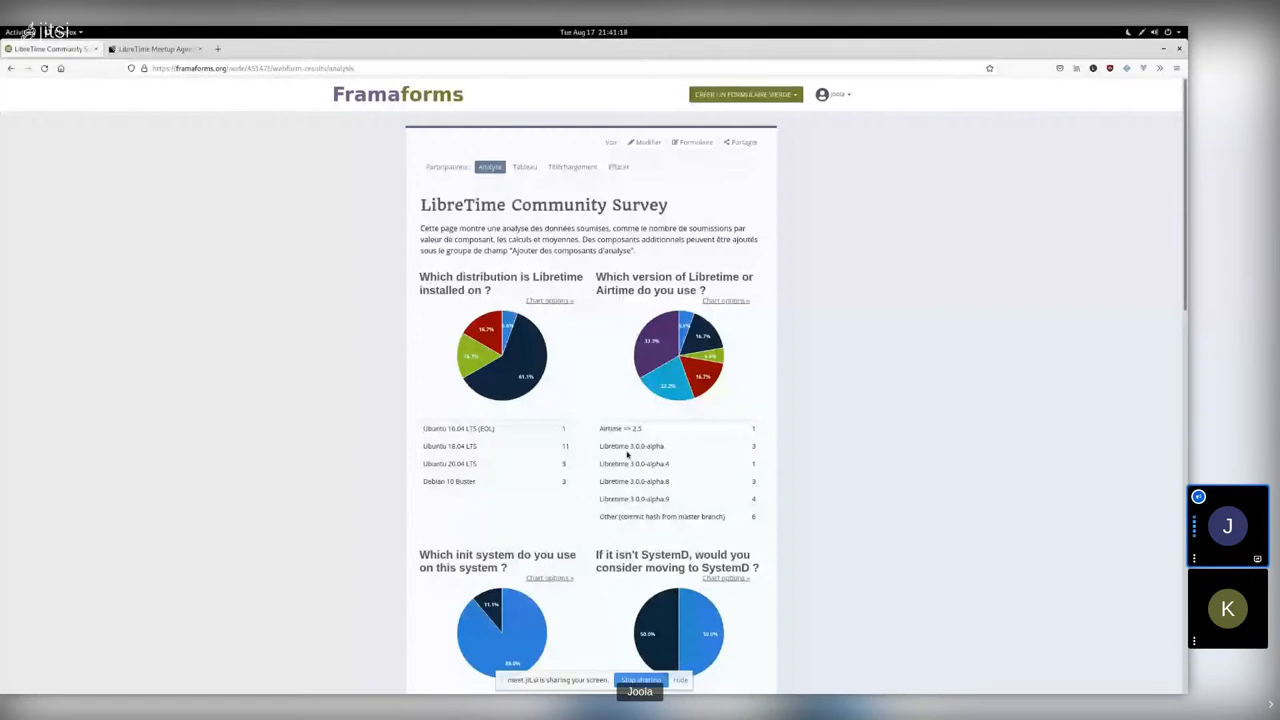 jitsi
Tue Aug 17 21:41:18
LibreTime Community S
LibreTime Meetup Agen
https://framaforms.org/node/451471/webform-results/analysis
Framaforms
CRÉER UN FORMULAIRE VIERGE
Joola
Voir Modifier Formulaire Partager
Participations Analyse Tableau Téléchargement Effacer
LibreTime Community Survey
Cette page montre une analyse des données soumises, comme le nombre de soumissions par
valeur de composant, les calculs et moyennes. Des composants additionnels peuvent être ajoutés
sous le groupe de champ "Ajouter des composants d'analyse".
Which distribution is Libretime
installed on ?
Chart options »
16.7%
16.7%
61.1%
Ubuntu 16.04 LTS (EOL) 1
Ubuntu 18.04 LTS 11
Ubuntu 20.04 LTS 3
Debian 10 Buster 3
Which version of Libretime or
Airtime do you use ?
Chart options »
33.3%
16.7%
5.6%
16.7%
22.2%
Airtime => 2.5 1
Libretime 3.0.0-alpha 3
Libretime 3.0.0-alpha.4 1
Libretime 3.0.0-alpha.8 3
Libretime 3.0.0-alpha.9 4
Other (commit hash from master branch) 6
Which init system do you use
on this system ?
Chart options »
11.1%
88.9%
If it isn't SystemD, would you
consider moving to SystemD ?
Chart options »
50.0%
50.0%
meet.jit.si is sharing your screen.
Stop sharing
Hide
Joola
J
K